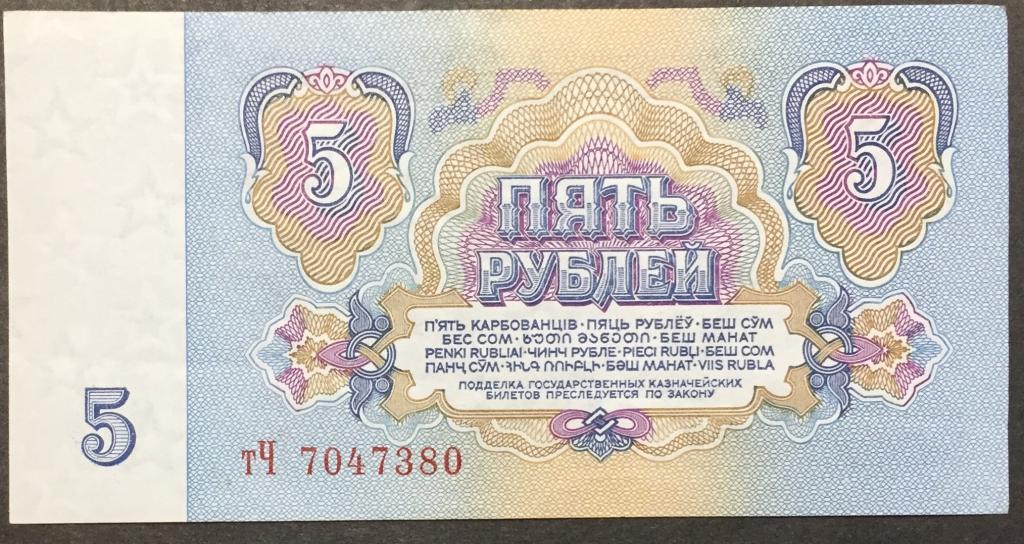 5 5
ПЯТЬ
РУБЛЕЙ
П'ЯТЬ КАРБОВАНЦІВ · ПЯЦЬ РУБЛЁЎ · БЕШ СЎМ
БЕС СОМ · ᲮᲣᲗᲘ ᲛᲐᲜᲔᲗᲘ · БЕШ МАНАТ
PENKI RUBLIAI · ЧИНЧ РУБЛЕ · PIECI RUBĻI · БЕШ СОМ
ПАНҶ СЎМ · ՀԻՆԳ ՌՈՒԲԼԻ · БӘШ МАНАТ · VIIS RUBLA
ПОДДЕЛКА ГОСУДАРСТВЕННЫХ КАЗНАЧЕЙСКИХ
БИЛЕТОВ ПРЕСЛЕДУЕТСЯ ПО ЗАКОНУ
5
тЧ 7047380